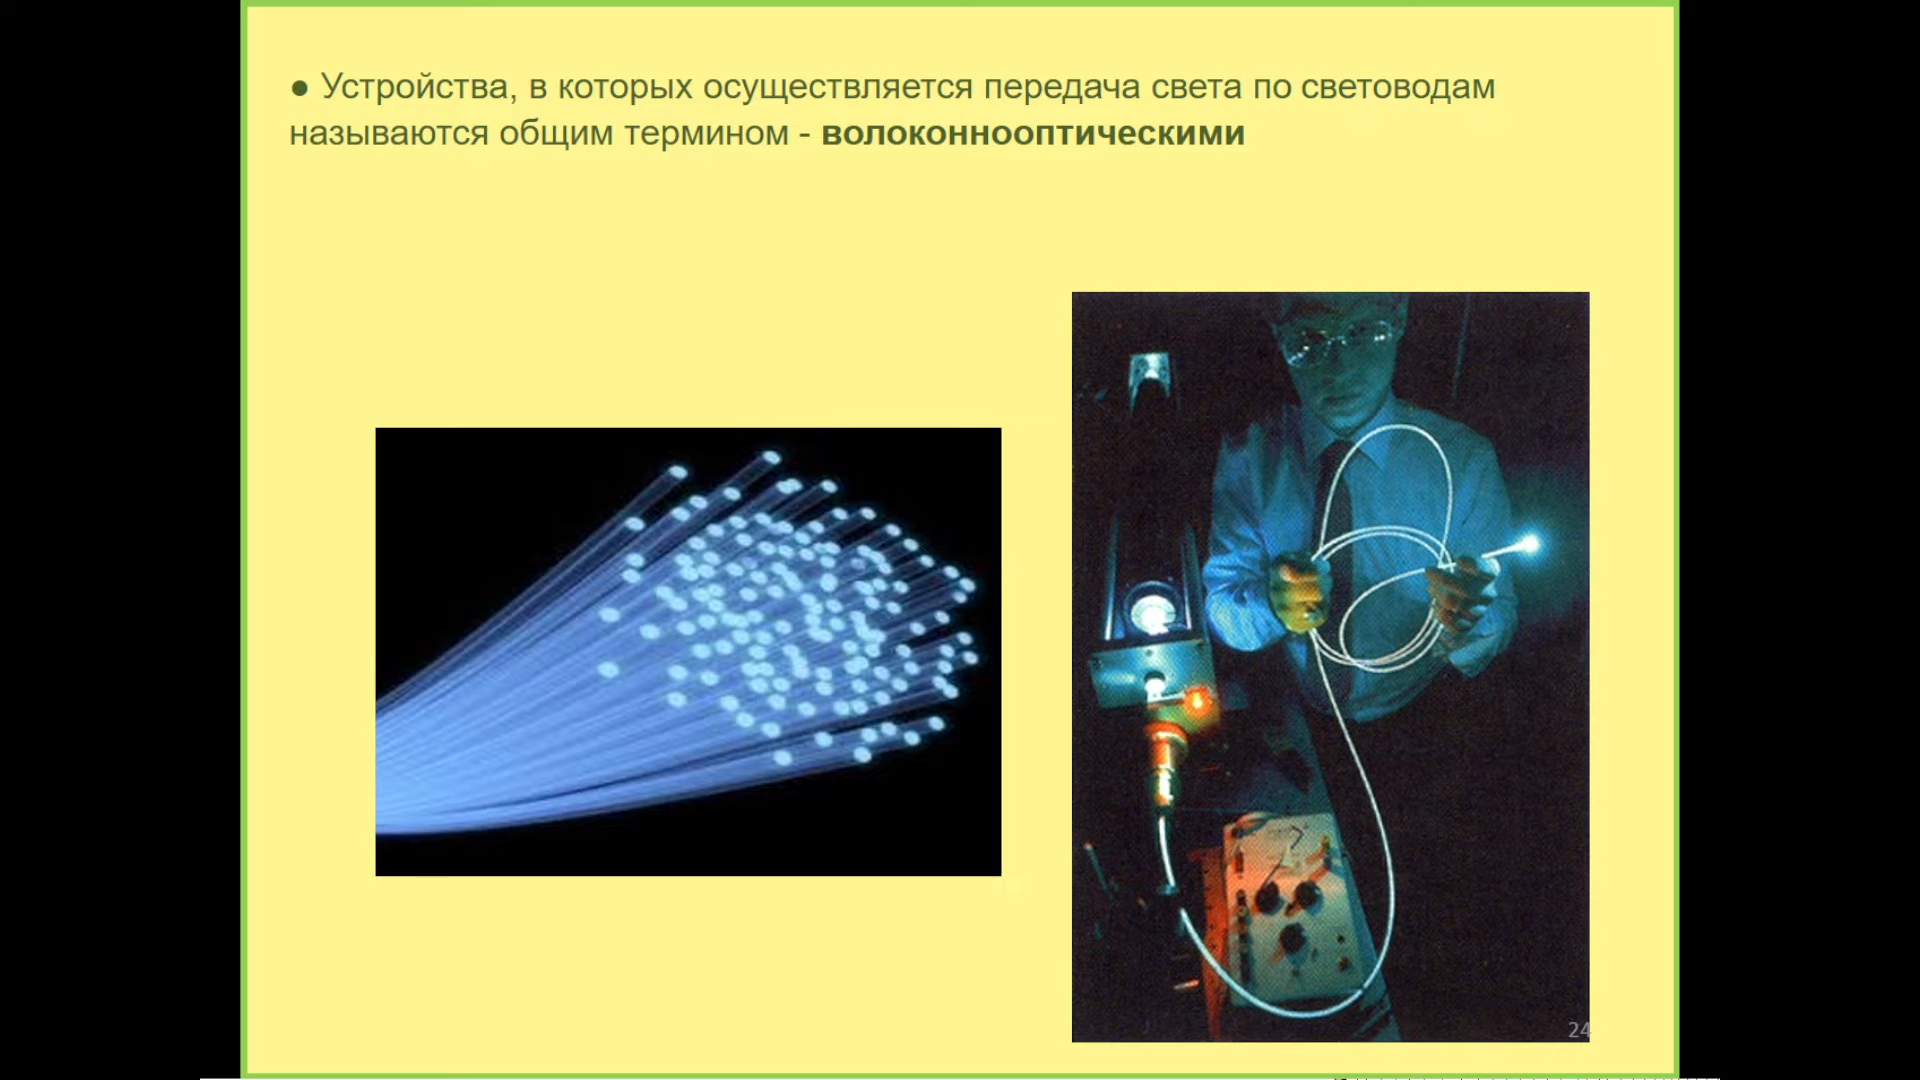 ● Устройства, в которых осуществляется передача света по световодам
называются общим термином - волоконнооптическими
24